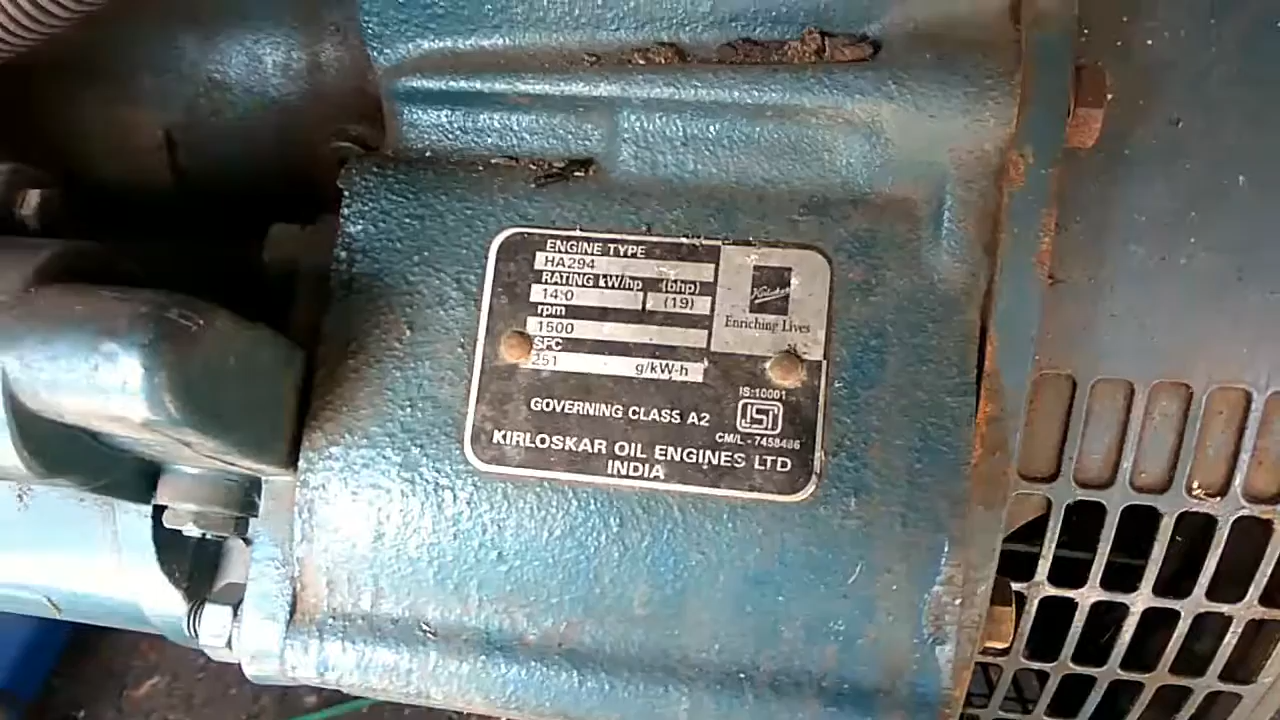 ENGINE TYPE
HA294
RATING kW/hp (bhp)
14.0 (19)
rpm
1500
SFC
251 g/kW-h
Kirloskar
Enriching Lives
GOVERNING CLASS A2
IS:10001
ISI
CM/L - 7458486
KIRLOSKAR OIL ENGINES LTD
INDIA